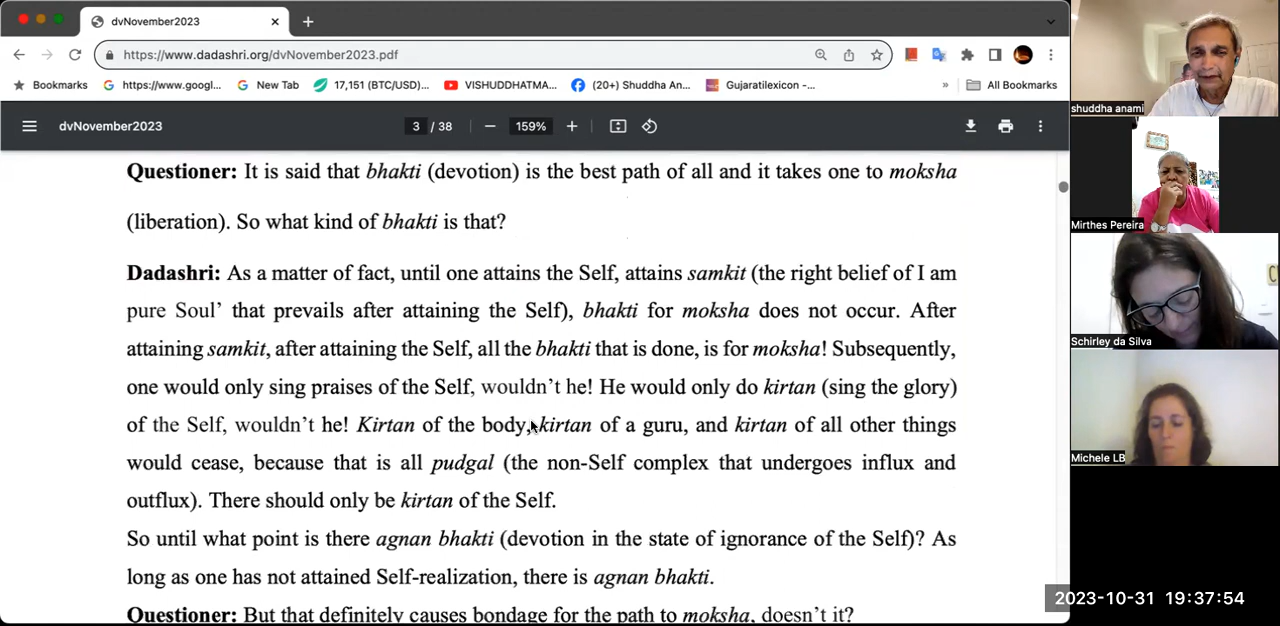 dvNovember2023
https://www.dadashri.org/dvNovember2023.pdf
Bookmarks
https://www.googl...
New Tab
17,151 (BTC/USD)...
VISHUDDHATMA...
(20+) Shuddha An...
Gujaratilexicon -...
»
All Bookmarks
dvNovember2023
3 / 38
159%
Questioner: It is said that bhakti (devotion) is the best path of all and it takes one to moksha
(liberation). So what kind of bhakti is that?
Dadashri: As a matter of fact, until one attains the Self, attains samkit (the right belief of I am
pure Soul’ that prevails after attaining the Self), bhakti for moksha does not occur. After
attaining samkit, after attaining the Self, all the bhakti that is done, is for moksha! Subsequently,
one would only sing praises of the Self, wouldn’t he! He would only do kirtan (sing the glory)
of the Self, wouldn’t he! Kirtan of the body, kirtan of a guru, and kirtan of all other things
would cease, because that is all pudgal (the non-Self complex that undergoes influx and
outflux). There should only be kirtan of the Self.
So until what point is there agnan bhakti (devotion in the state of ignorance of the Self)? As
long as one has not attained Self-realization, there is agnan bhakti.
Questioner: But that definitely causes bondage for the path to moksha, doesn’t it?
shuddha anami
Mirthes Pereira
Schirley da Silva
Michele LB
2023-10-31 19:37:54